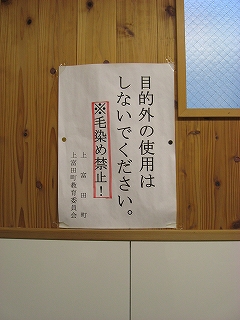 目的外の使用は
しないでください。
※毛染め禁止！
上富田町
上富田町教育委員会